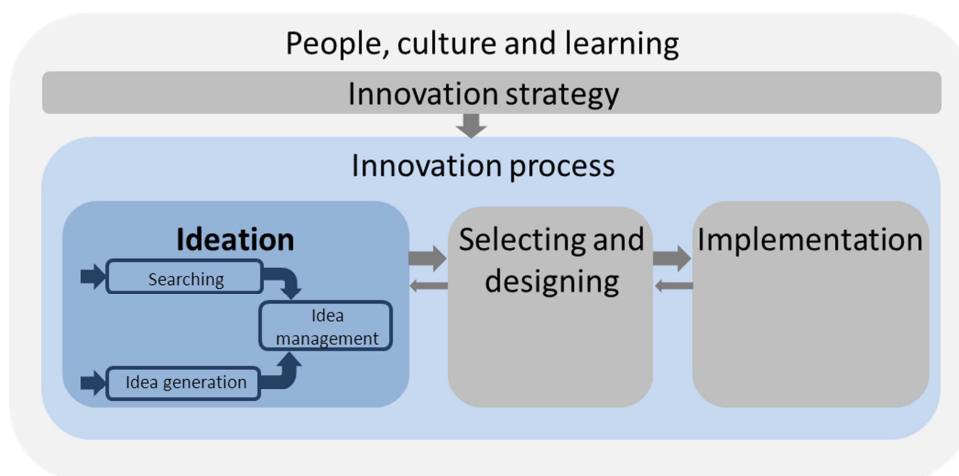 People, culture and learning
Innovation strategy
Innovation process
Ideation
Searching
Idea
management
Idea generation
Selecting and
designing
Implementation